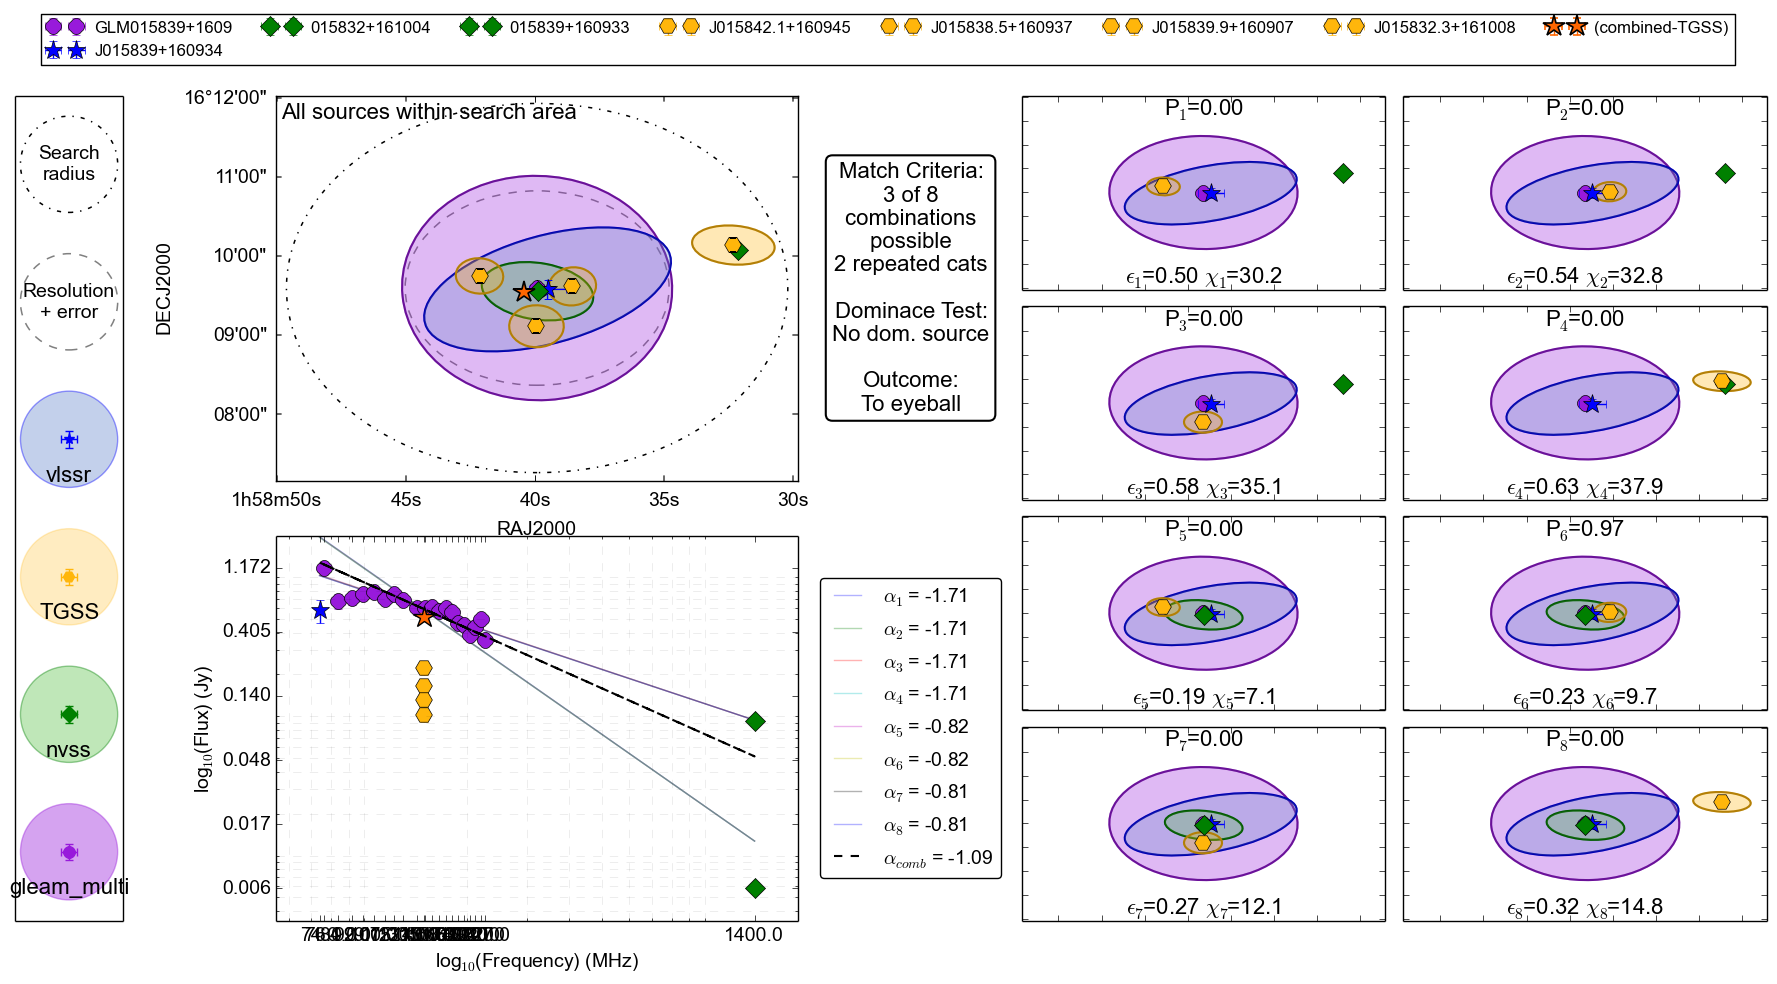 GLM015839+1609 015832+161004 015839+160933 J015842.1+160945 J015838.5+160937 J015839.9+160907 J015832.3+161008 (combined-TGSS)
J015839+160934
Search
radius
Resolution
+ error
vlssr
TGSS
nvss
gleam_multi
All sources within search area
16°12'00"
11'00"
10'00"
09'00"
08'00"
DECJ2000
1h58m50s 45s 40s 35s 30s
RAJ2000
Match Criteria:
3 of 8
combinations
possible
2 repeated cats
Dominace Test:
No dom. source
Outcome:
To eyeball
1.172
0.405
0.140
0.048
0.017
0.006
log10(Flux) (Jy)
1400.0
log10(Frequency) (MHz)
α1 = -1.71
α2 = -1.71
α3 = -1.71
α4 = -1.71
α5 = -0.82
α6 = -0.82
α7 = -0.81
α8 = -0.81
αcomb = -1.09
P1=0.00
ϵ1=0.50 χ1=30.2
P2=0.00
ϵ2=0.54 χ2=32.8
P3=0.00
ϵ3=0.58 χ3=35.1
P4=0.00
ϵ4=0.63 χ4=37.9
P5=0.00
ϵ5=0.19 χ5=7.1
P6=0.97
ϵ6=0.23 χ6=9.7
P7=0.00
ϵ7=0.27 χ7=12.1
P8=0.00
ϵ8=0.32 χ8=14.8